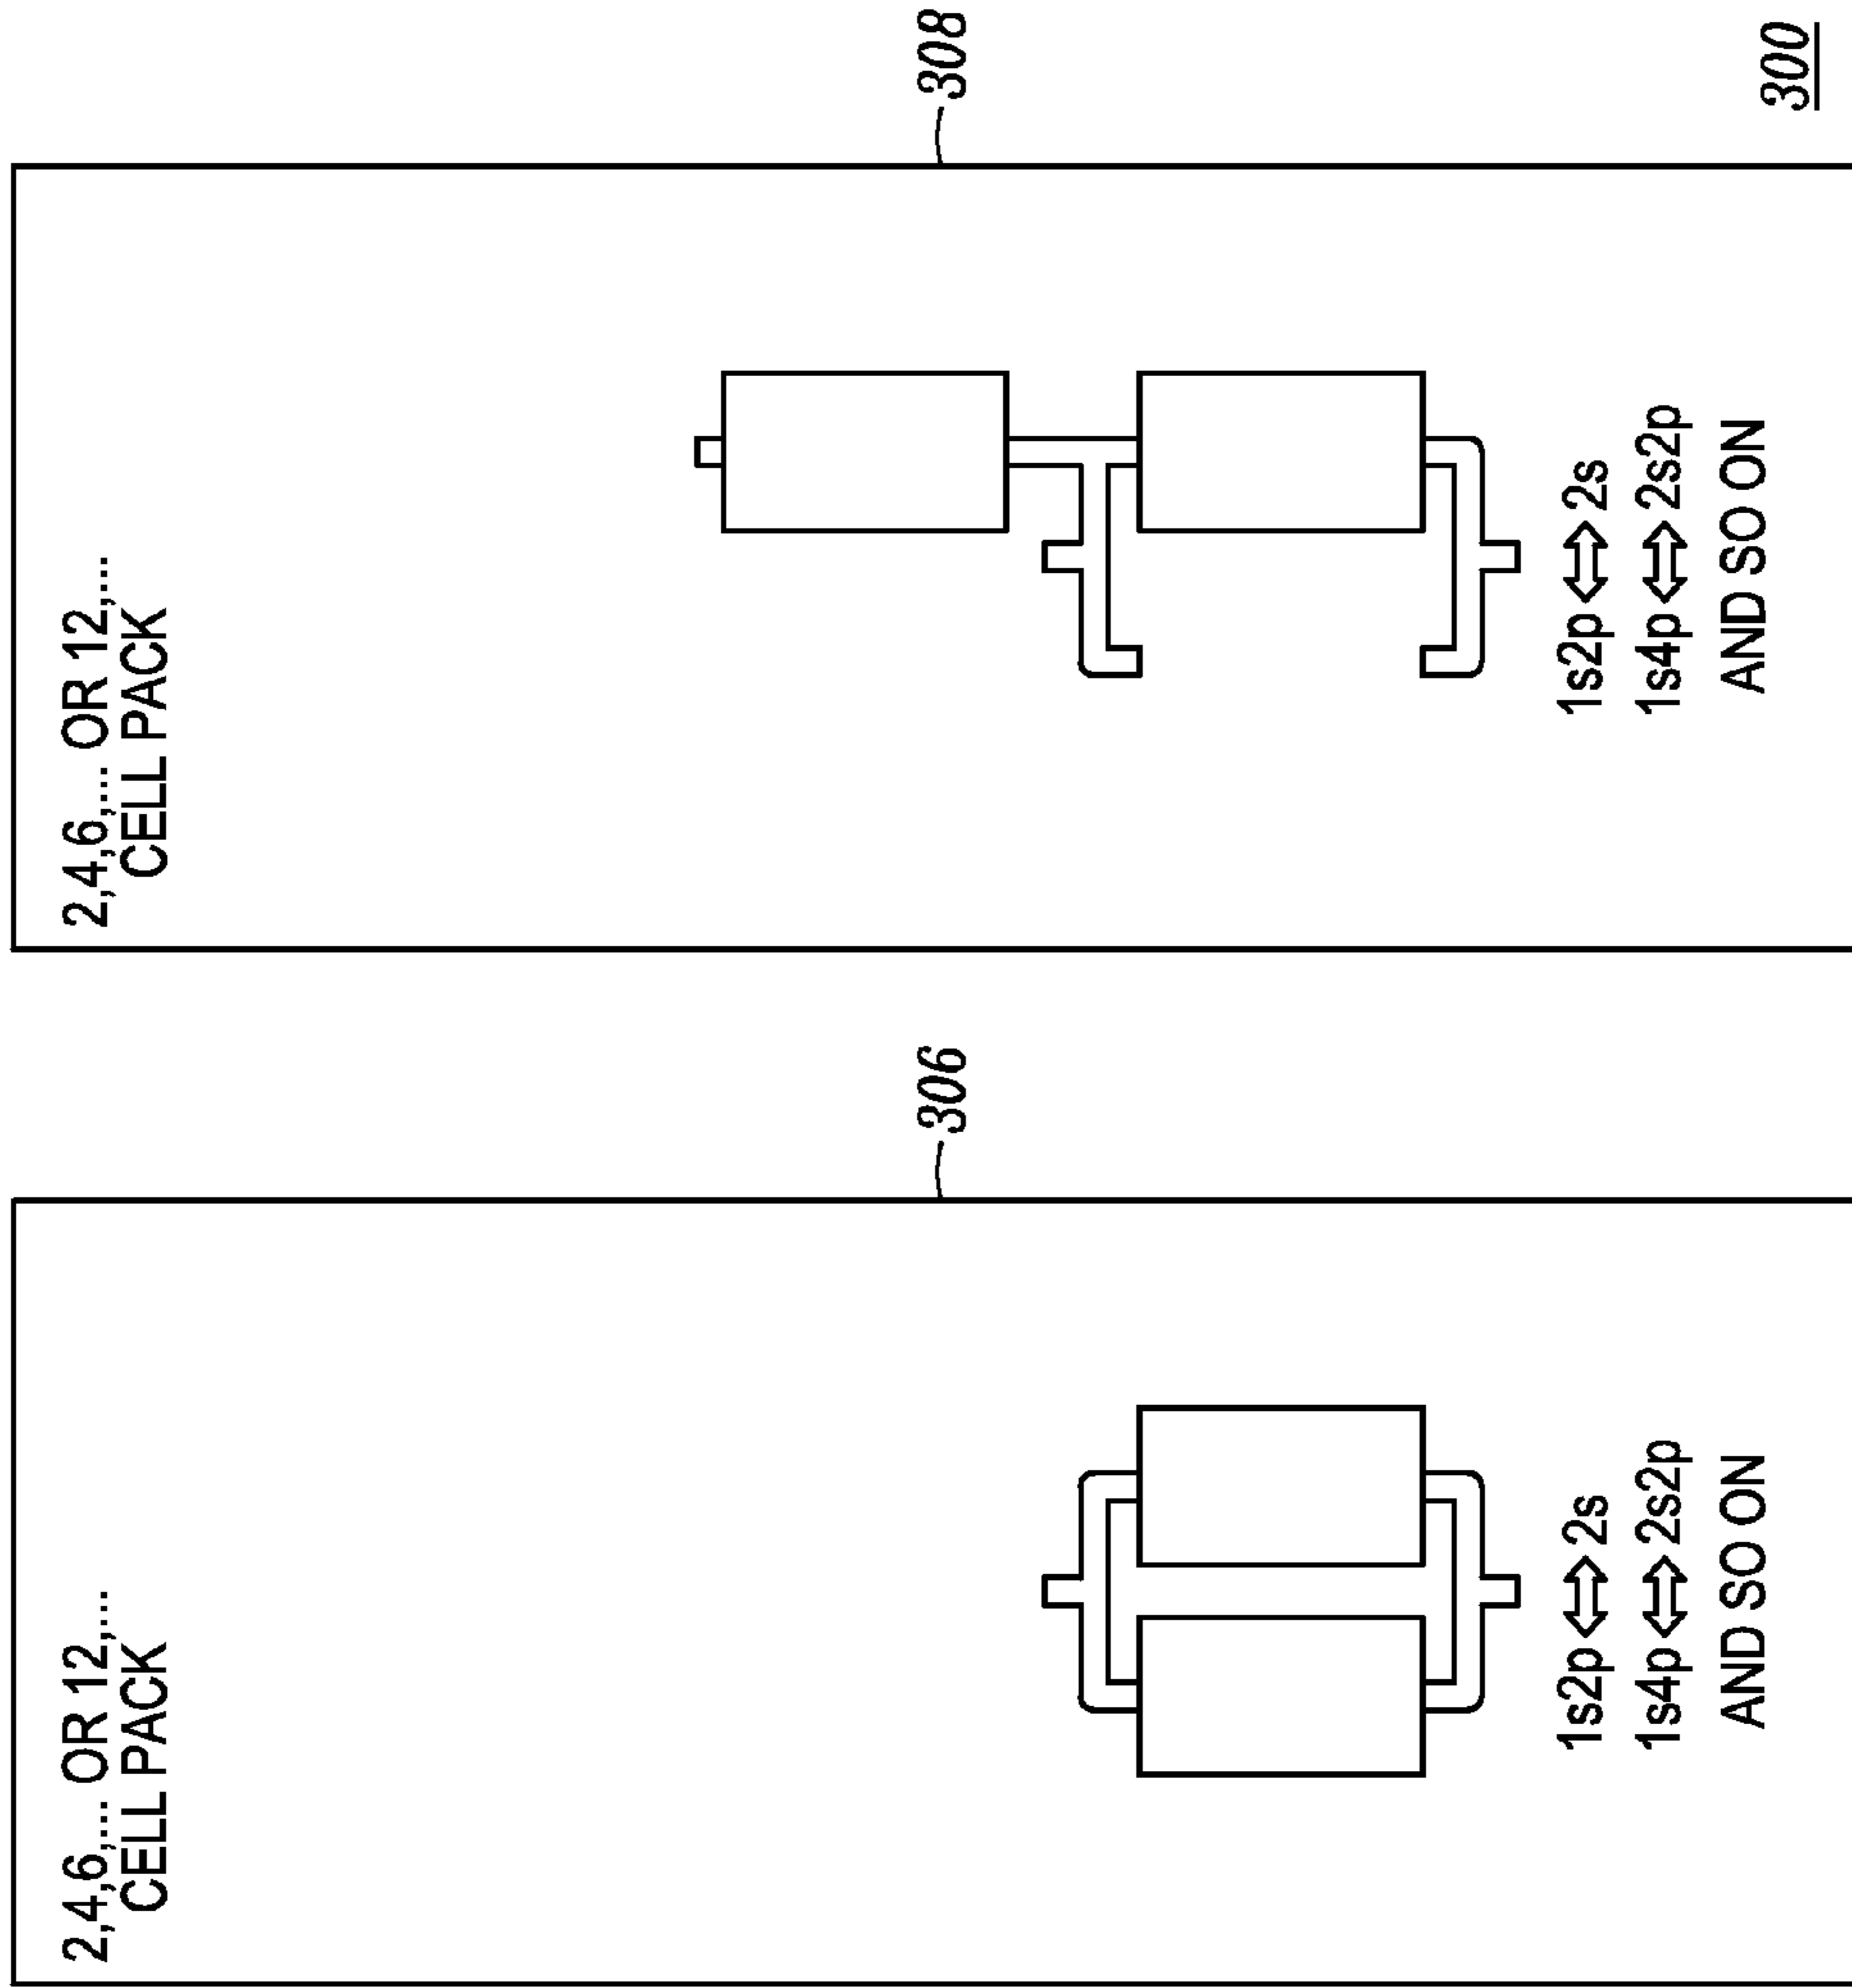 2,4,6,... OR 12,...
CELL PACK
306
1s2p⇔2s
1s4p⇔2s2p
AND SO ON
2,4,6,... OR 12,...
CELL PACK
308
1s2p⇔2s
1s4p⇔2s2p
AND SO ON
300